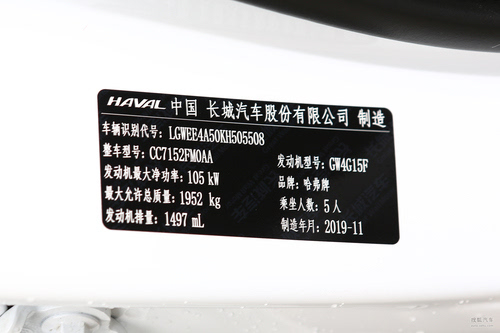 HAVAL 中国 长城汽车股份有限公司 制造
车辆识别代号: LGWEE4A50KH505508
整车型号: CC7152FM0AA
发动机型号: GW4G15F
发动机最大净功率: 105 kW
品牌: 哈弗牌
最大允许总质量: 1952 kg
乘坐人数: 5人
发动机排量: 1497 mL
制造年月: 2019-11
搜狐汽车